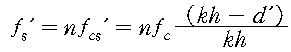 fs´ = nfcs´ = nfc (kh − d´)/kh